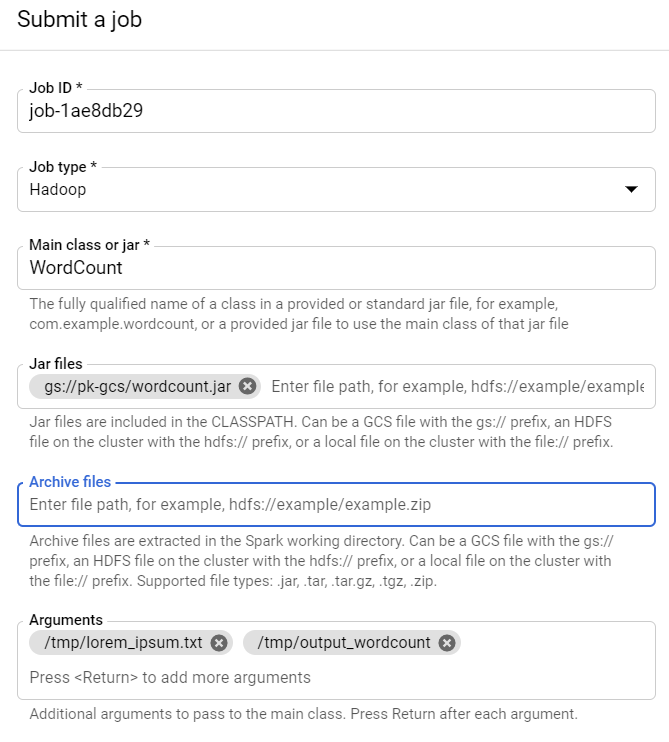 Submit a job
Job ID *
job-1ae8db29
Job type *
Hadoop
Main class or jar *
WordCount
The fully qualified name of a class in a provided or standard jar file, for example,
com.example.wordcount, or a provided jar file to use the main class of that jar file
Jar files
gs://pk-gcs/wordcount.jar Enter file path, for example, hdfs://example/example
Jar files are included in the CLASSPATH. Can be a GCS file with the gs:// prefix, an HDFS
file on the cluster with the hdfs:// prefix, or a local file on the cluster with the file:// prefix.
Archive files
Enter file path, for example, hdfs://example/example.zip
Archive files are extracted in the Spark working directory. Can be a GCS file with the gs://
prefix, an HDFS file on the cluster with the hdfs:// prefix, or a local file on the cluster with
the file:// prefix. Supported file types: .jar, .tar, .tar.gz, .tgz, .zip.
Arguments
/tmp/lorem_ipsum.txt /tmp/output_wordcount
Press <Return> to add more arguments
Additional arguments to pass to the main class. Press Return after each argument.